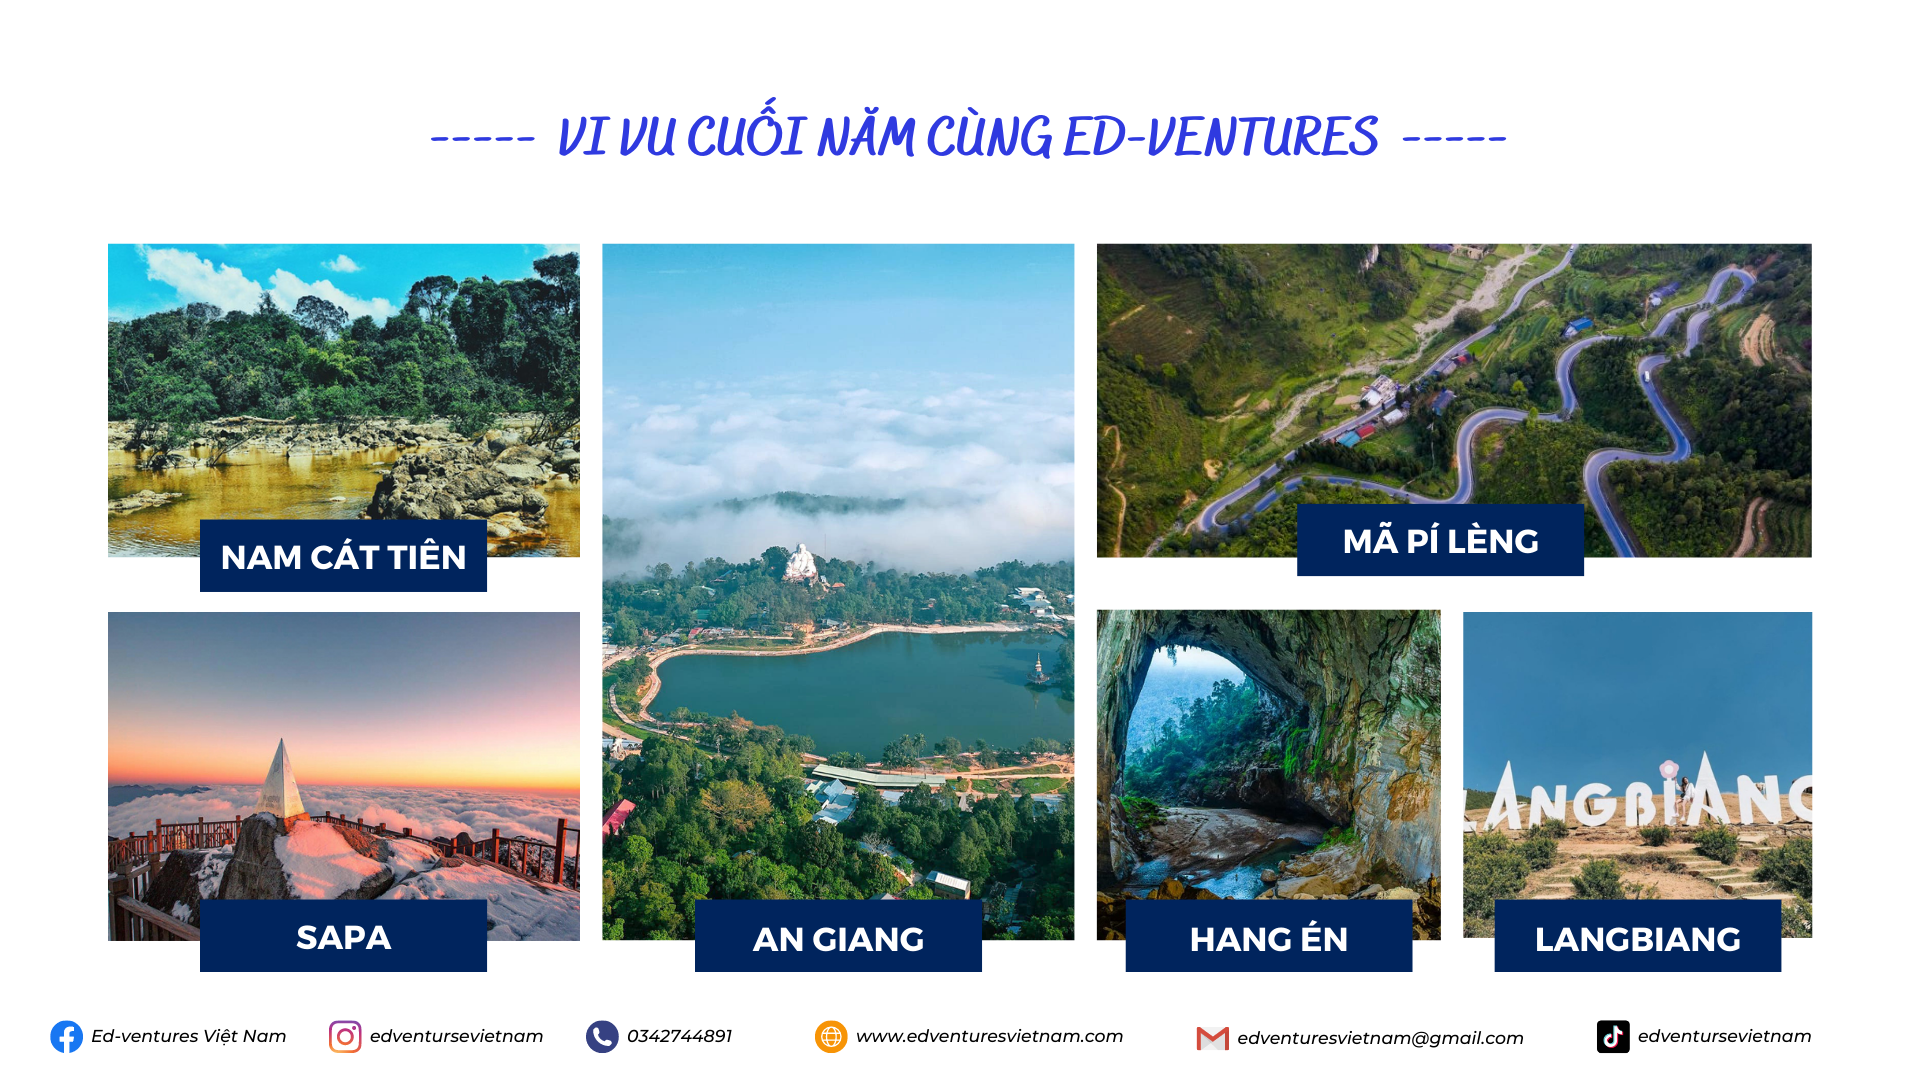 ----- VI VU CUỐI NĂM CÙNG ED-VENTURES -----
NAM CÁT TIÊN
MÃ PÍ LÈNG
LANGBIANG
SAPA
AN GIANG
HANG ÉN
LANGBIANG
Ed-ventures Việt Nam
edventursevietnam
0342744891
www.edventuresvietnam.com
edventuresvietnam@gmail.com
edventursevietnam